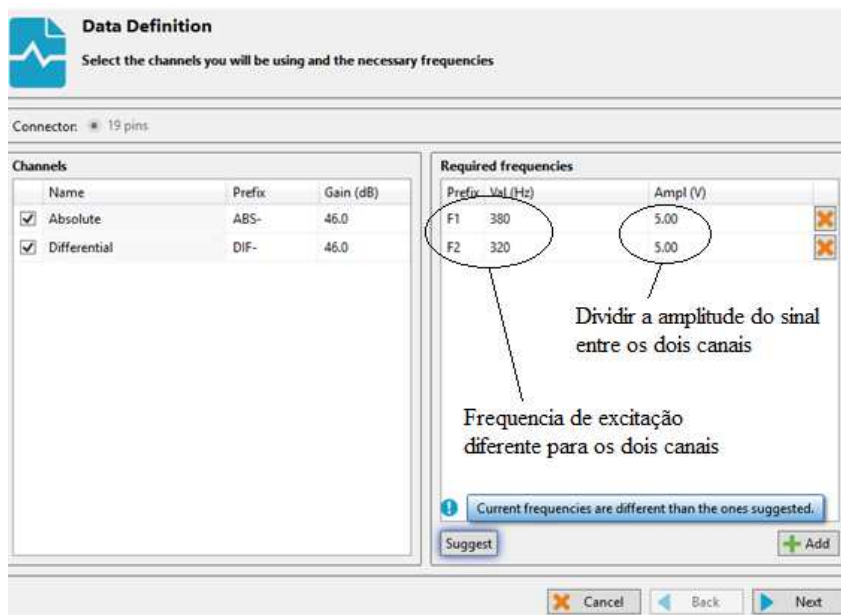 Data Definition
Select the channels you will be using and the necessary frequencies
Connector: 19 pins
Channels
Name Prefix Gain (dB)
Absolute ABS- 46.0
Differential DIF- 46.0
Required frequencies
Prefix Val (Hz) Ampl (V)
F1 380 5.00
F2 320 5.00
Dividir a amplitude do sinal
entre os dois canais
Frequencia de excitação
diferente para os dois canais
Current frequencies are different than the ones suggested.
Suggest
Add
Cancel
Back
Next